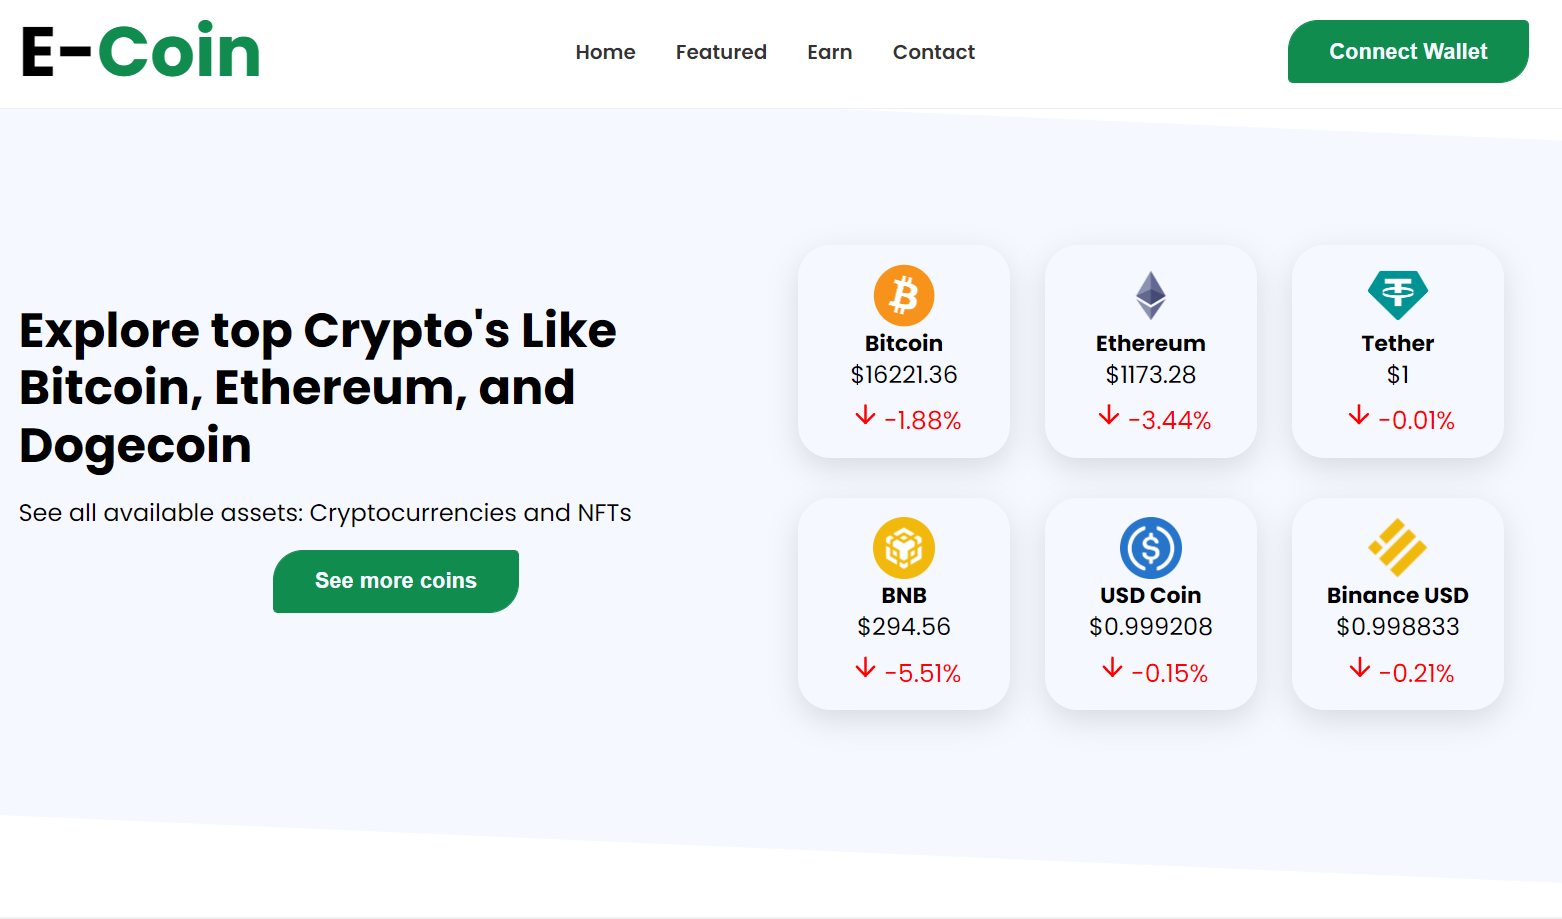 E-Coin
Home Featured Earn Contact
Connect Wallet
Explore top Crypto's Like
Bitcoin, Ethereum, and
Dogecoin
See all available assets: Cryptocurrencies and NFTs
See more coins
Bitcoin
$16221.36
-1.88%
Ethereum
$1173.28
-3.44%
Tether
$1
-0.01%
BNB
$294.56
-5.51%
USD Coin
$0.999208
-0.15%
Binance USD
$0.998833
-0.21%